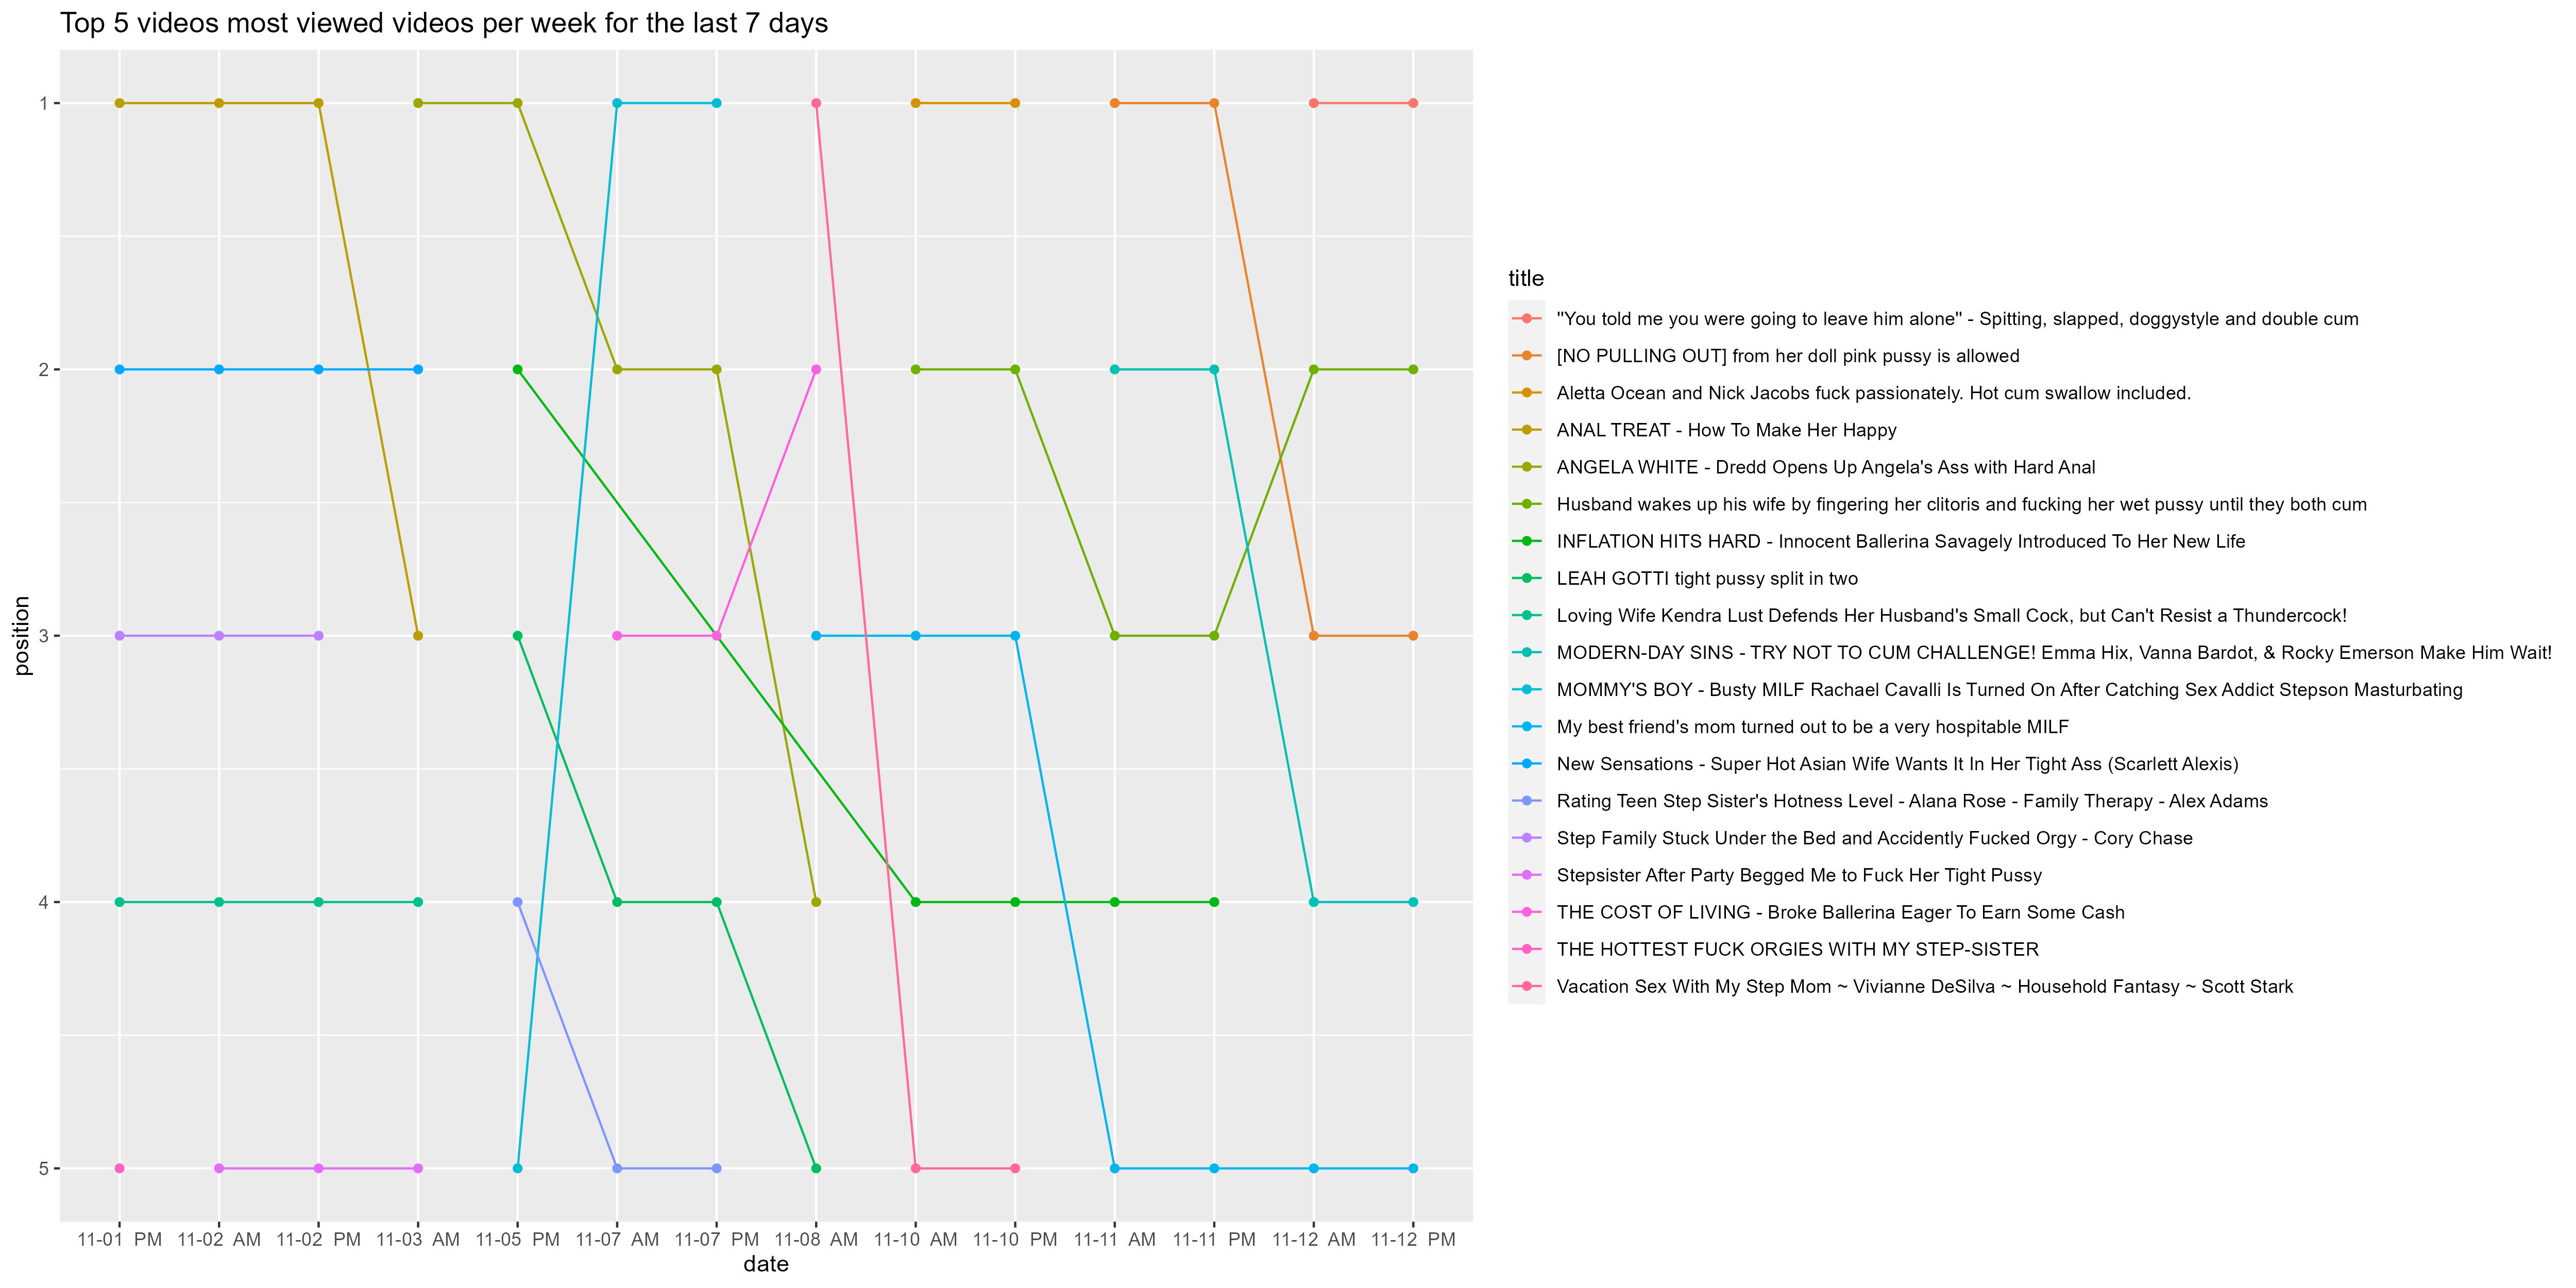 Top 5 videos most viewed videos per week for the last 7 days
position
1
2
3
4
5
11-01 PM 11-02 AM 11-02 PM 11-03 AM 11-05 PM 11-07 AM 11-07 PM 11-08 AM 11-10 AM 11-10 PM 11-11 AM 11-11 PM 11-12 AM 11-12 PM
date
title
"You told me you were going to leave him alone" - Spitting, slapped, doggystyle and double cum
[NO PULLING OUT] from her doll pink pussy is allowed
Aletta Ocean and Nick Jacobs fuck passionately. Hot cum swallow included.
ANAL TREAT - How To Make Her Happy
ANGELA WHITE - Dredd Opens Up Angela's Ass with Hard Anal
Husband wakes up his wife by fingering her clitoris and fucking her wet pussy until they both cum
INFLATION HITS HARD - Innocent Ballerina Savagely Introduced To Her New Life
LEAH GOTTI tight pussy split in two
Loving Wife Kendra Lust Defends Her Husband's Small Cock, but Can't Resist a Thundercock!
MODERN-DAY SINS - TRY NOT TO CUM CHALLENGE! Emma Hix, Vanna Bardot, & Rocky Emerson Make Him Wait!
MOMMY'S BOY - Busty MILF Rachael Cavalli Is Turned On After Catching Sex Addict Stepson Masturbating
My best friend's mom turned out to be a very hospitable MILF
New Sensations - Super Hot Asian Wife Wants It In Her Tight Ass (Scarlett Alexis)
Rating Teen Step Sister's Hotness Level - Alana Rose - Family Therapy - Alex Adams
Step Family Stuck Under the Bed and Accidently Fucked Orgy - Cory Chase
Stepsister After Party Begged Me to Fuck Her Tight Pussy
THE COST OF LIVING - Broke Ballerina Eager To Earn Some Cash
THE HOTTEST FUCK ORGIES WITH MY STEP-SISTER
Vacation Sex With My Step Mom ~ Vivianne DeSilva ~ Household Fantasy ~ Scott Stark